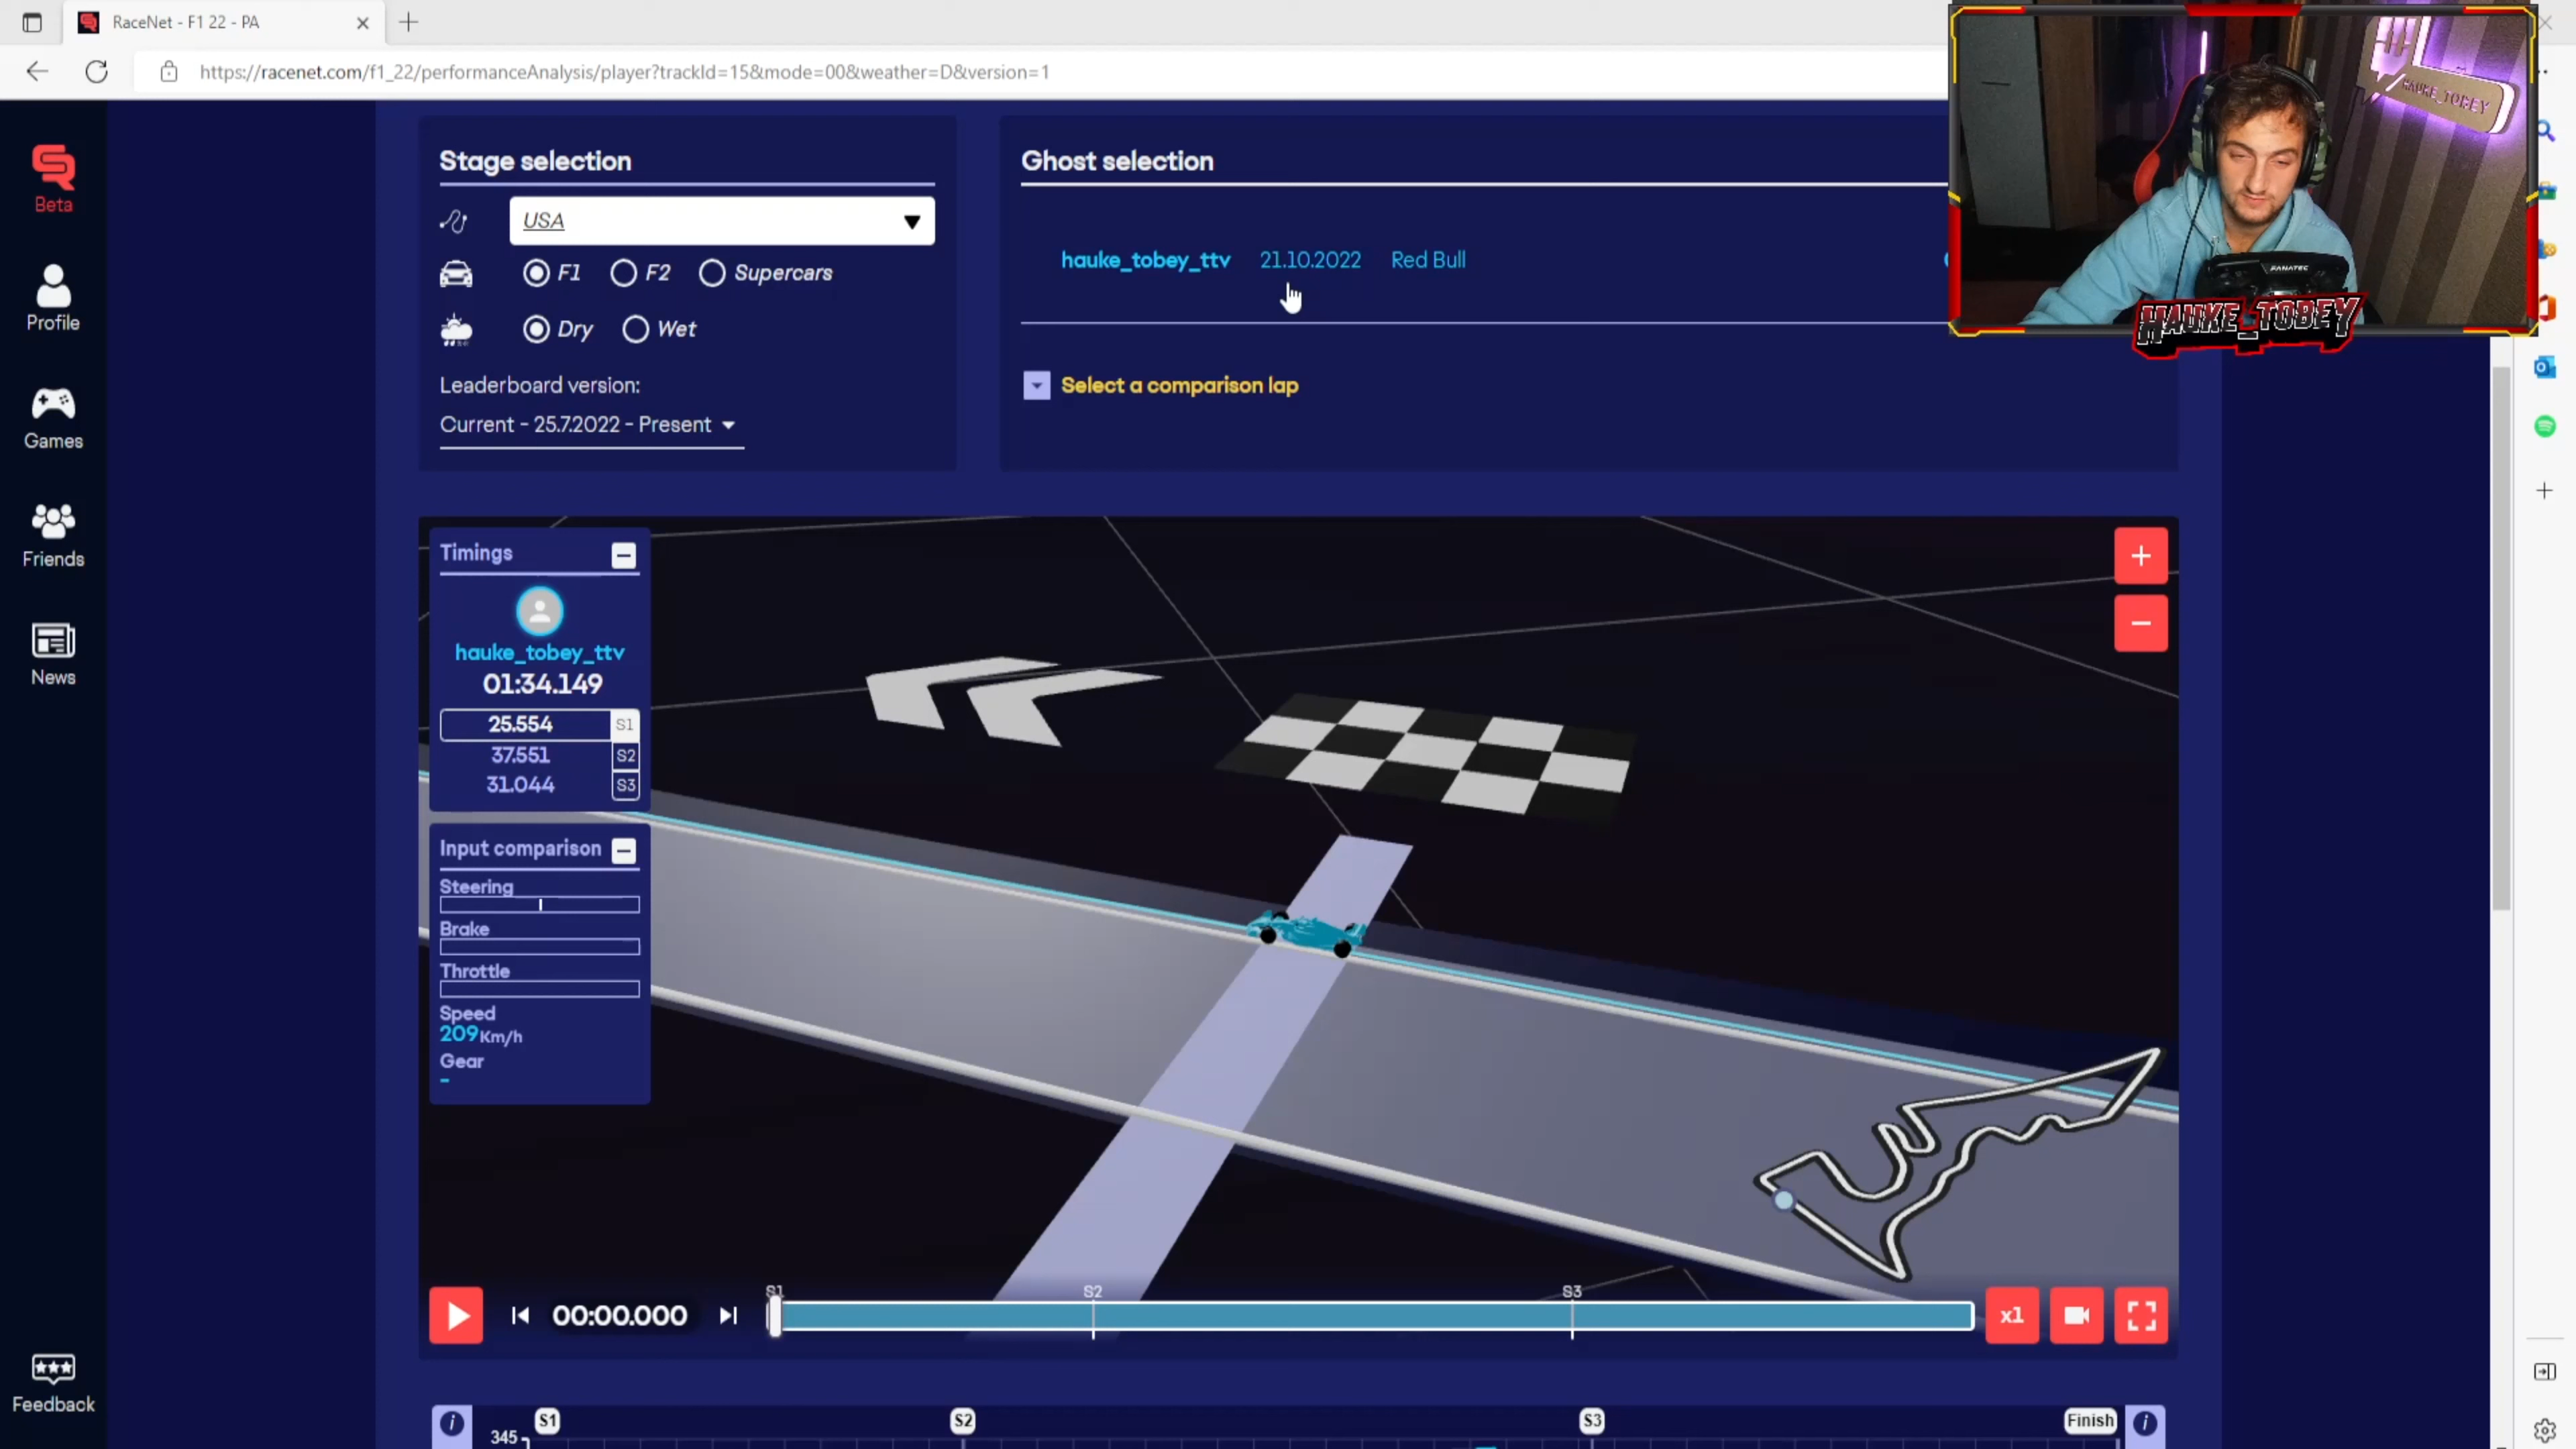 RaceNet - F1 22 - PA
https://racenet.com/f1_22/performanceAnalysis/player?trackId=15&mode=00&weather=D&version=1
HAUKE_TOBEY
FANATEC
HAUKE_TOBEY
Beta
Profile
Games
Friends
News
Feedback
Stage selection
USA
F1 F2 Supercars
Dry Wet
Leaderboard version:
Current - 25.7.2022 - Present
Ghost selection
hauke_tobey_ttv 21.10.2022 Red Bull
Select a comparison lap
Timings
hauke_tobey_ttv
01:34.149
25.554 S1
37.551 S2
31.044 S3
Input comparison
Steering
Brake
Throttle
Speed
209 Km/h
Gear
-
S1 S2 S3
00:00.000
x1
S1 S2 S3 Finish
345